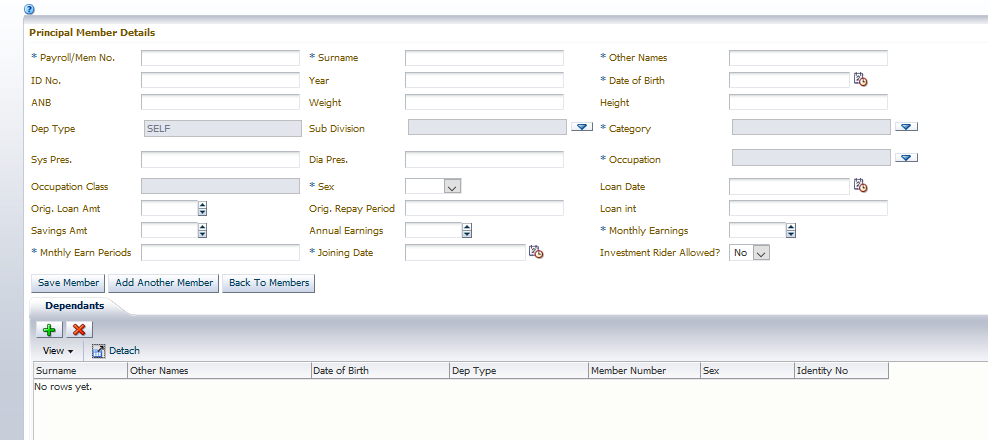 Principal Member Details
* Payroll/Mem No. * Surname * Other Names
ID No. Year * Date of Birth
ANB Weight Height
Dep Type SELF Sub Division * Category
Sys Pres. Dia Pres. * Occupation
Occupation Class * Sex Loan Date
Orig. Loan Amt Orig. Repay Period Loan int
Savings Amt Annual Earnings * Monthly Earnings
* Mnthly Earn Periods * Joining Date Investment Rider Allowed? No
Save Member Add Another Member Back To Members
Dependants
View Detach
Surname Other Names Date of Birth Dep Type Member Number Sex Identity No
No rows yet.